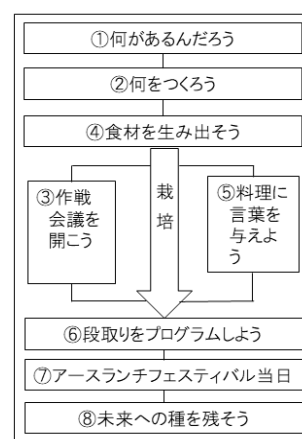 ①何があるんだろう
②何をつくろう
④食材を生み出そう
③作戦
会議を
開こう
栽
培
⑤料理に
言葉を
与えよ
う
⑥段取りをプログラムしよう
⑦アースランチフェスティバル当日
⑧未来への種を残そう